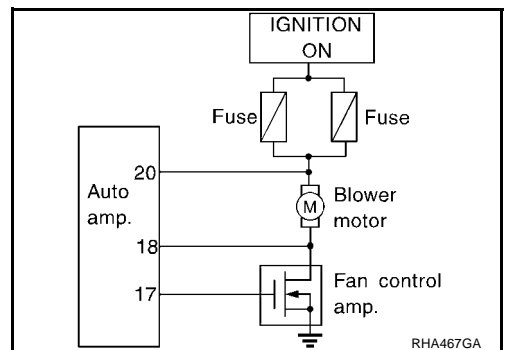 IGNITION
ON
Fuse
Fuse
20
Auto
amp.
M
Blower
motor
18
17
Fan control
amp.
RHA467GA